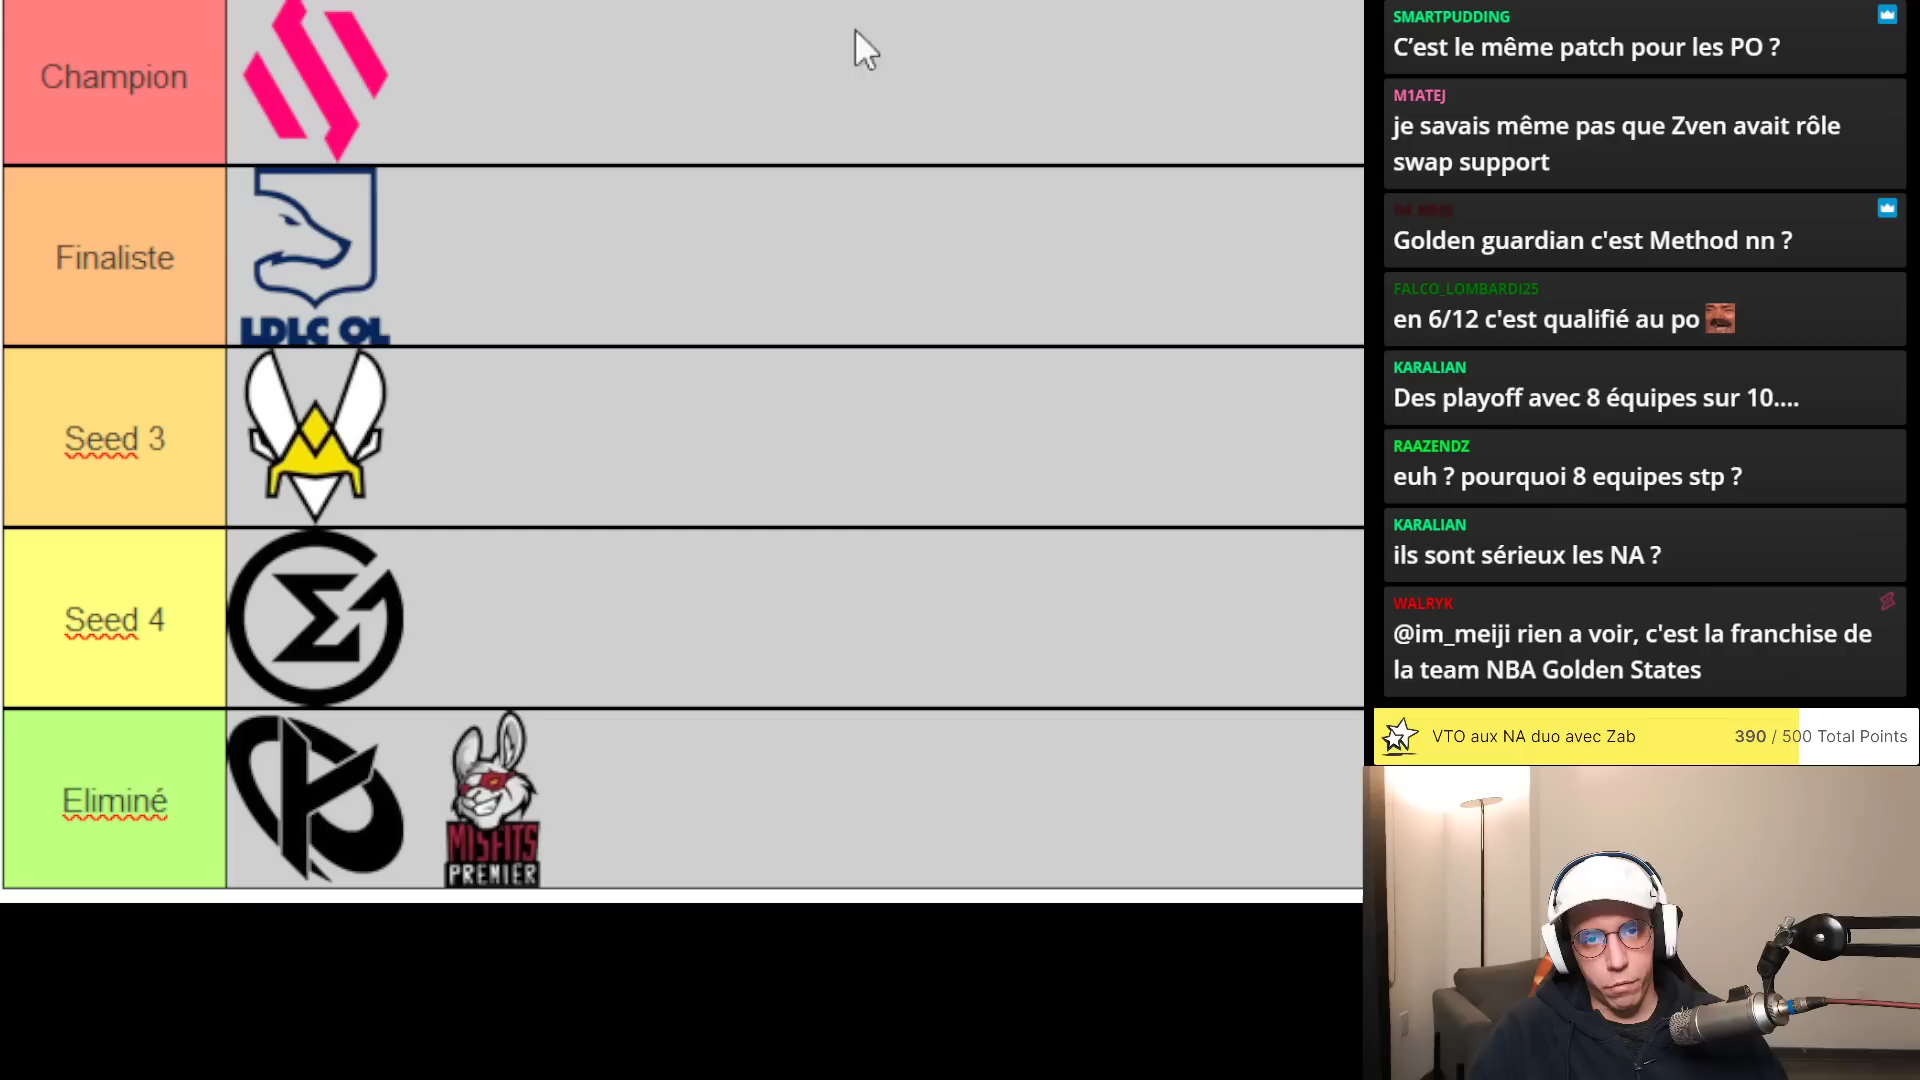 Champion
Finaliste
LDLC OL
Seed 3
Seed 4
Eliminé
MISFITS
PREMIER
SMARTPUDDING
C’est le même patch pour les PO ?
M1ATEJ
je savais même pas que Zven avait rôle
swap support
Golden guardian c'est Method nn ?
FALCO_LOMBARDI25
en 6/12 c'est qualifié au po
KARALIAN
Des playoff avec 8 équipes sur 10....
RAAZENDZ
euh ? pourquoi 8 equipes stp ?
KARALIAN
ils sont sérieux les NA ?
WALRYK
@im_meiji rien a voir, c'est la franchise de
la team NBA Golden States
VTO aux NA duo avec Zab 390 / 500 Total Points